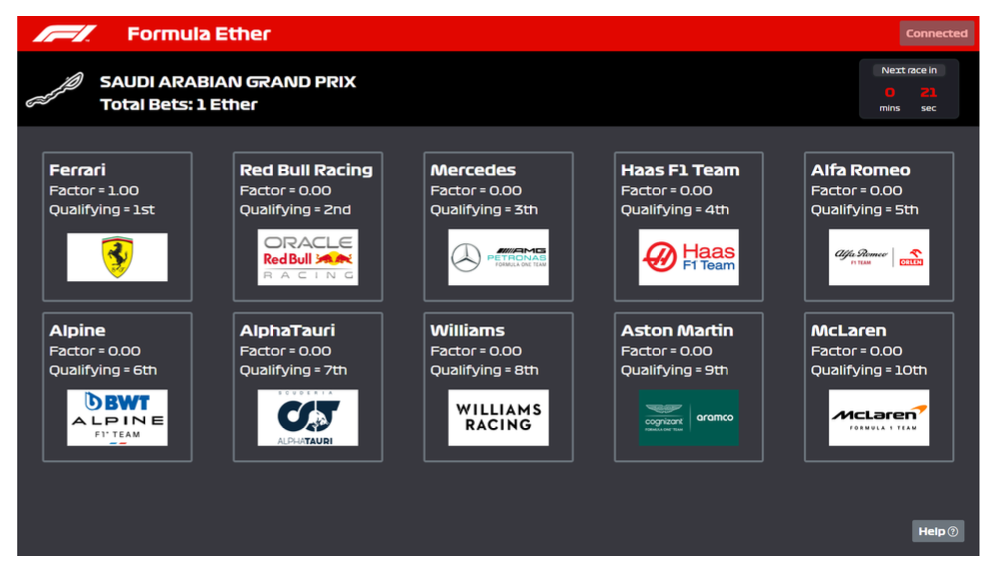 Formula Ether
Connected
SAUDI ARABIAN GRAND PRIX
Total Bets: 1 Ether
Next race in
0 21
mins sec
Ferrari
Factor = 1.00
Qualifying = 1st
Red Bull Racing
Factor = 0.00
Qualifying = 2nd
ORACLE
Red Bull
RACING
Mercedes
Factor = 0.00
Qualifying = 3th
AMG
PETRONAS
FORMULA ONE TEAM
Haas F1 Team
Factor = 0.00
Qualifying = 4th
Haas
F1 Team
Alfa Romeo
Factor = 0.00
Qualifying = 5th
Alfa Romeo
F1 TEAM
ORLEN
Alpine
Factor = 0.00
Qualifying = 6th
BWT
ALPINE
F1 TEAM
AlphaTauri
Factor = 0.00
Qualifying = 7th
SCUDERIA
ALPHATAURI
Williams
Factor = 0.00
Qualifying = 8th
WILLIAMS
RACING
Aston Martin
Factor = 0.00
Qualifying = 9th
cognizant
aramco
McLaren
Factor = 0.00
Qualifying = 10th
McLaren
FORMULA 1 TEAM
Help